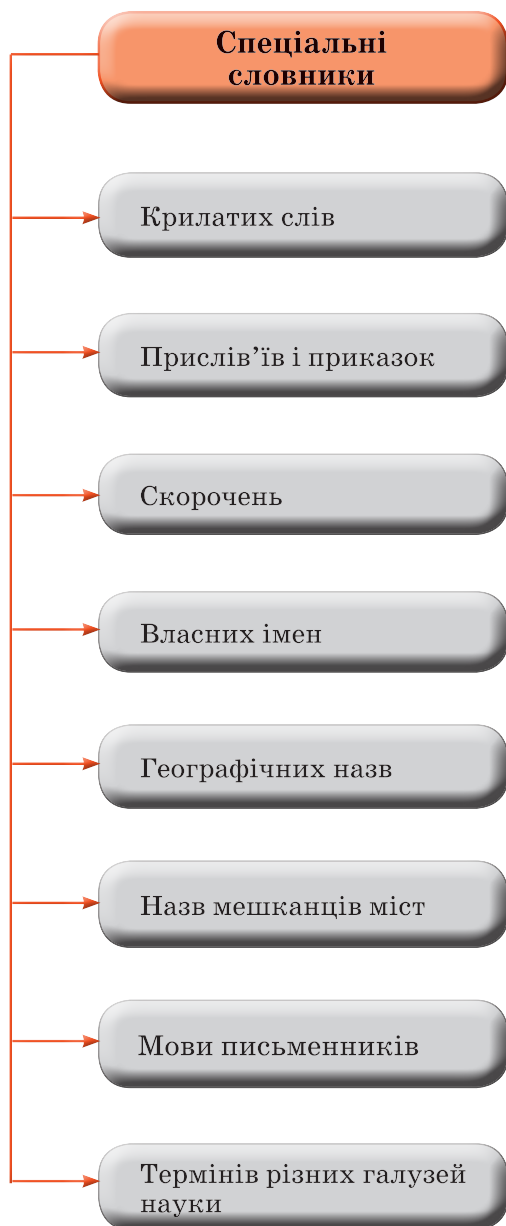 Спеціальні
словники
Крилатих слів
Прислів’їв і приказок
Скорочень
Власних імен
Географічних назв
Назв мешканців міст
Мови письменників
Термінів різних галузей
науки